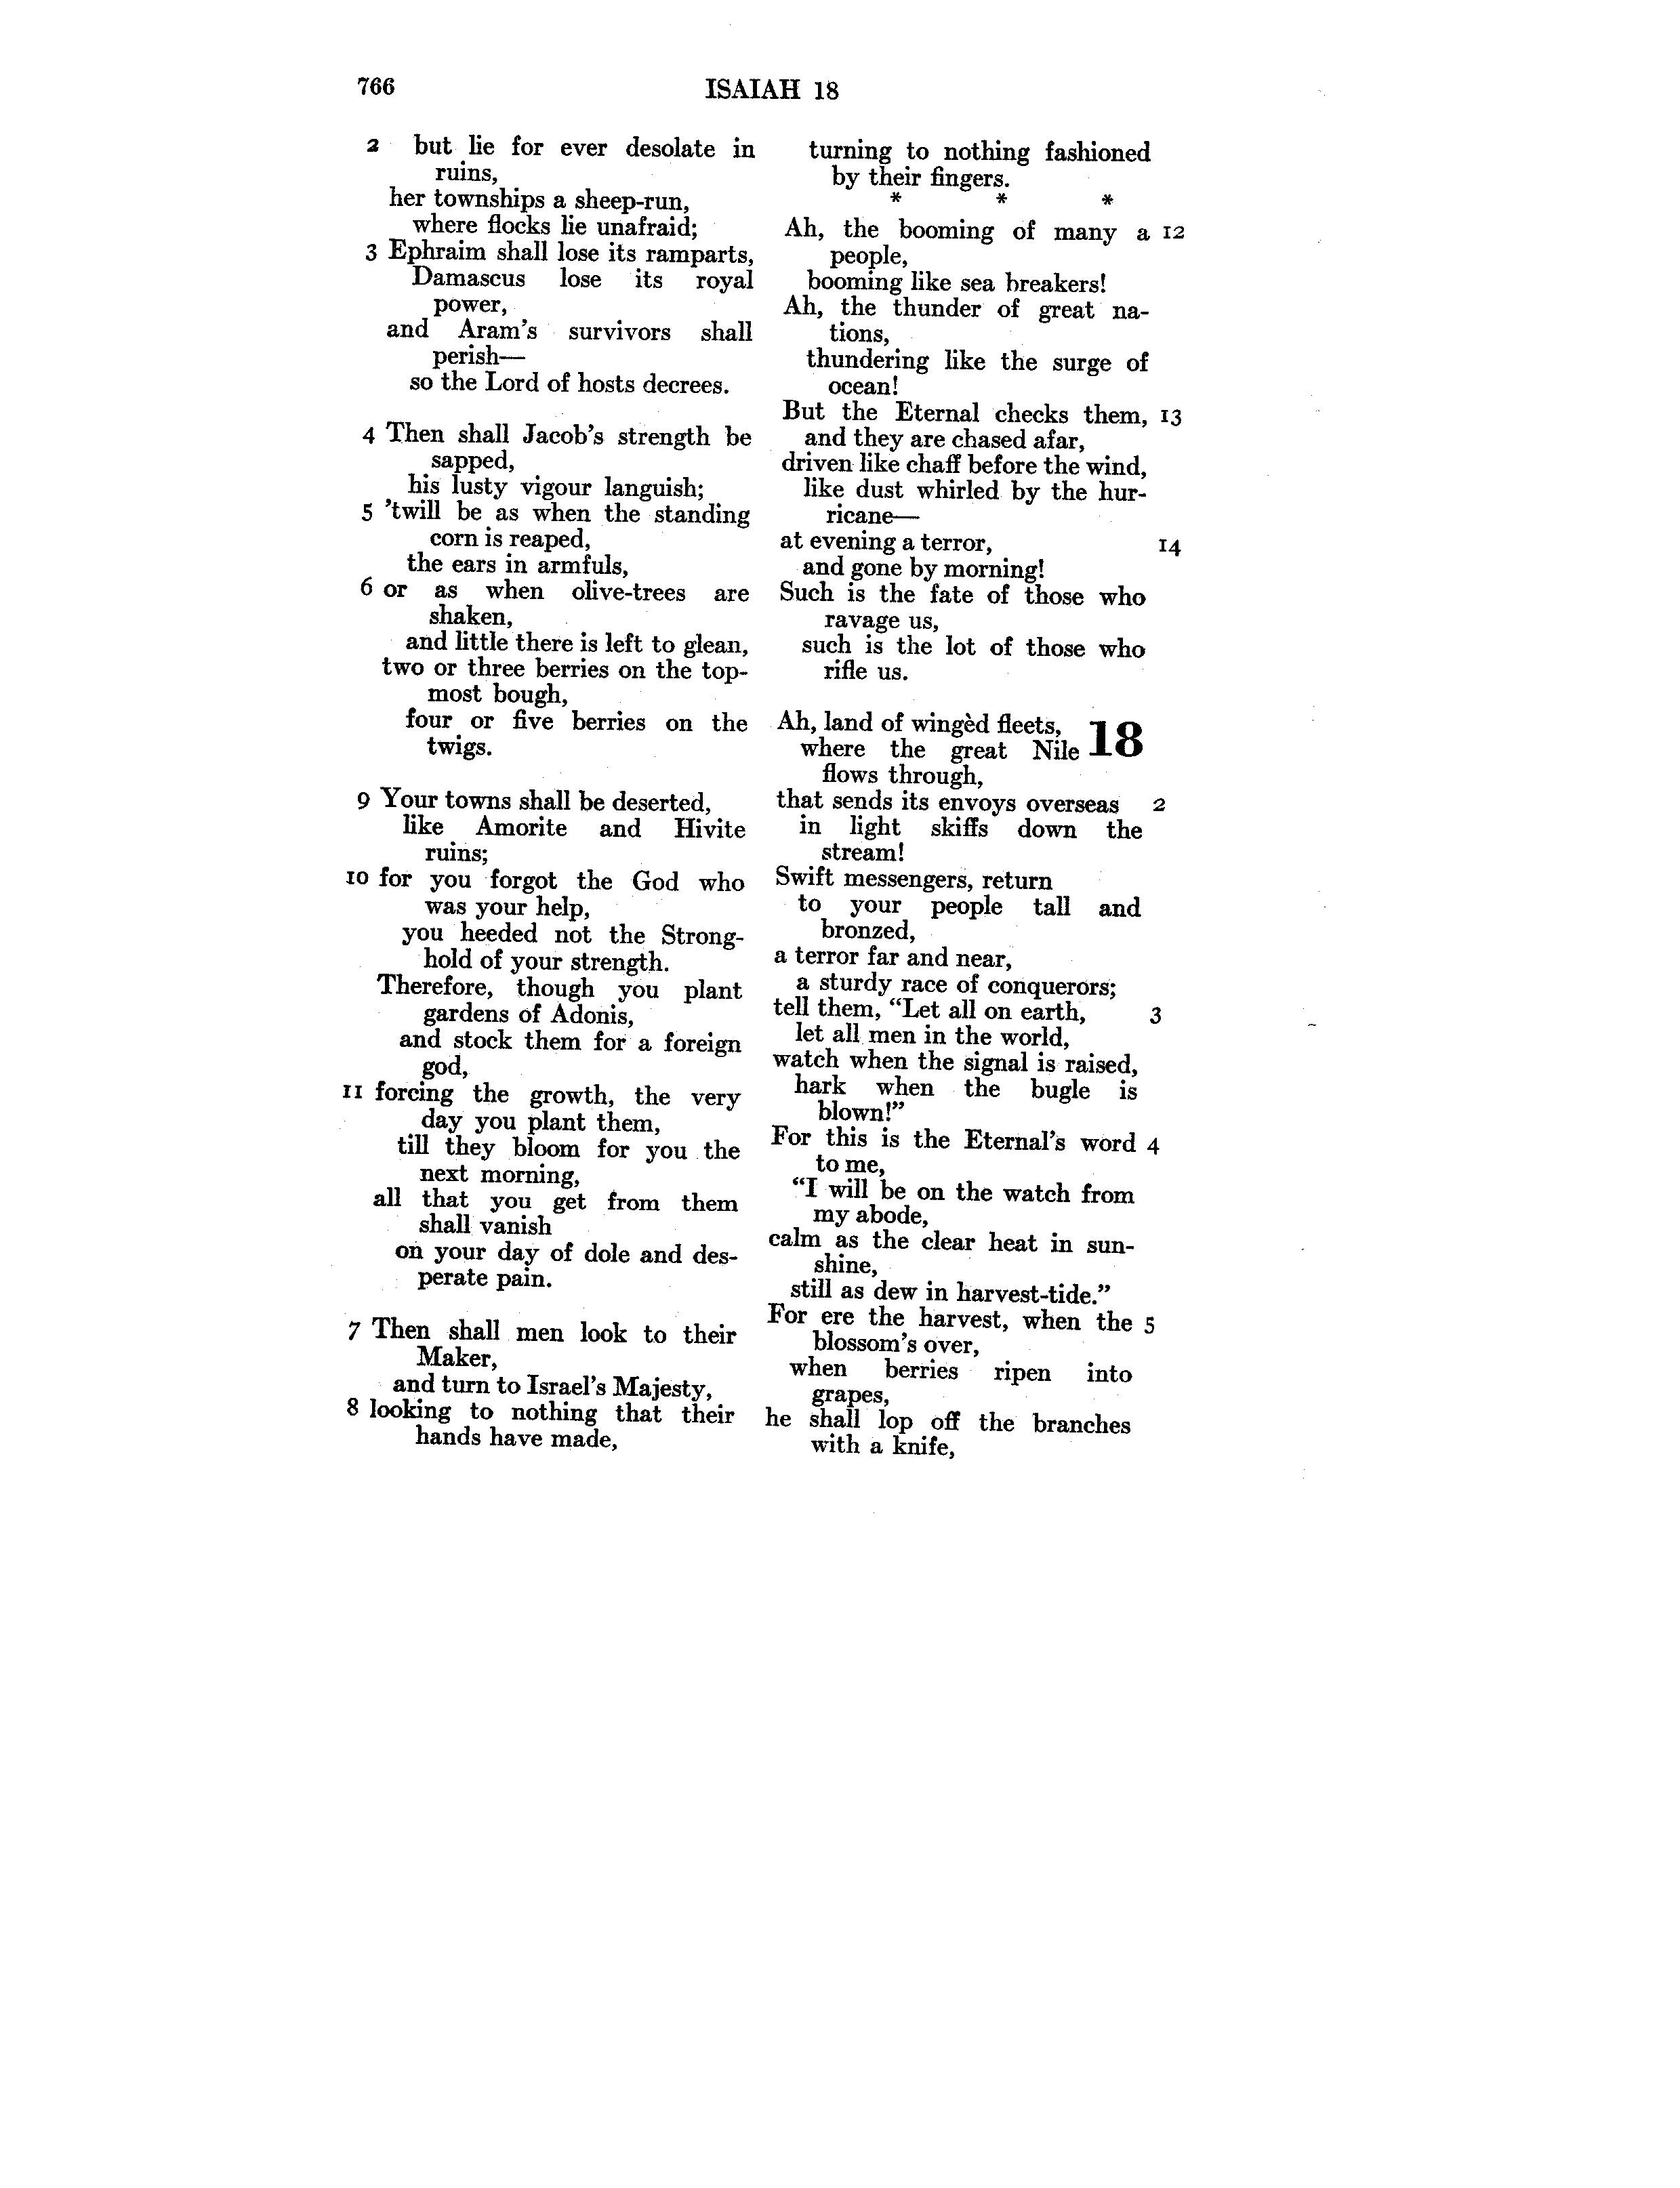 766
ISAIAH 18
2 but lie for ever desolate in
ruins,
her townships a sheep-run,
where flocks lie unafraid;
3 Ephraim shall lose its ramparts,
Damascus lose its royal
power,
and Aram's survivors shall
perish—
so the Lord of hosts decrees.
4 Then shall Jacob's strength be
sapped,
his lusty vigour languish;
5 'twill be as when the standing
corn is reaped,
the ears in armfuls,
6 or as when olive-trees are
shaken,
and little there is left to glean,
two or three berries on the top-
most bough,
four or five berries on the
twigs.
9 Your towns shall be deserted,
like Amorite and Hivite
ruins;
10 for you forgot the God who
was your help,
you heeded not the Strong-
hold of your strength.
Therefore, though you plant
gardens of Adonis,
and stock them for a foreign
god,
11 forcing the growth, the very
day you plant them,
till they bloom for you the
next morning,
all that you get from them
shall vanish
on your day of dole and des-
perate pain.
7 Then shall men look to their
Maker,
and turn to Israel's Majesty,
8 looking to nothing that their
hands have made,
turning to nothing fashioned
by their fingers.
* * *
Ah, the booming of many a 12
people,
booming like sea breakers!
Ah, the thunder of great na-
tions,
thundering like the surge of
ocean!
But the Eternal checks them, 13
and they are chased afar,
driven like chaff before the wind,
like dust whirled by the hur-
ricane—
at evening a terror, 14
and gone by morning!
Such is the fate of those who
ravage us,
such is the lot of those who
rifle us.
Ah, land of wingèd fleets, 18
where the great Nile
flows through,
that sends its envoys overseas 2
in light skiffs down the
stream!
Swift messengers, return
to your people tall and
bronzed,
a terror far and near,
a sturdy race of conquerors;
tell them, "Let all on earth, 3
let all men in the world,
watch when the signal is raised,
hark when the bugle is
blown!"
For this is the Eternal's word 4
to me,
"I will be on the watch from
my abode,
calm as the clear heat in sun-
shine,
still as dew in harvest-tide."
For ere the harvest, when the 5
blossom's over,
when berries ripen into
grapes,
he shall lop off the branches
with a knife,